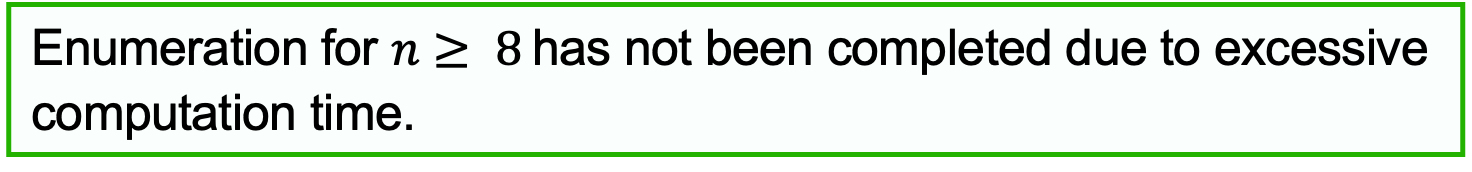 Enumeration for n ≥ 8 has not been completed due to excessive
computation time.